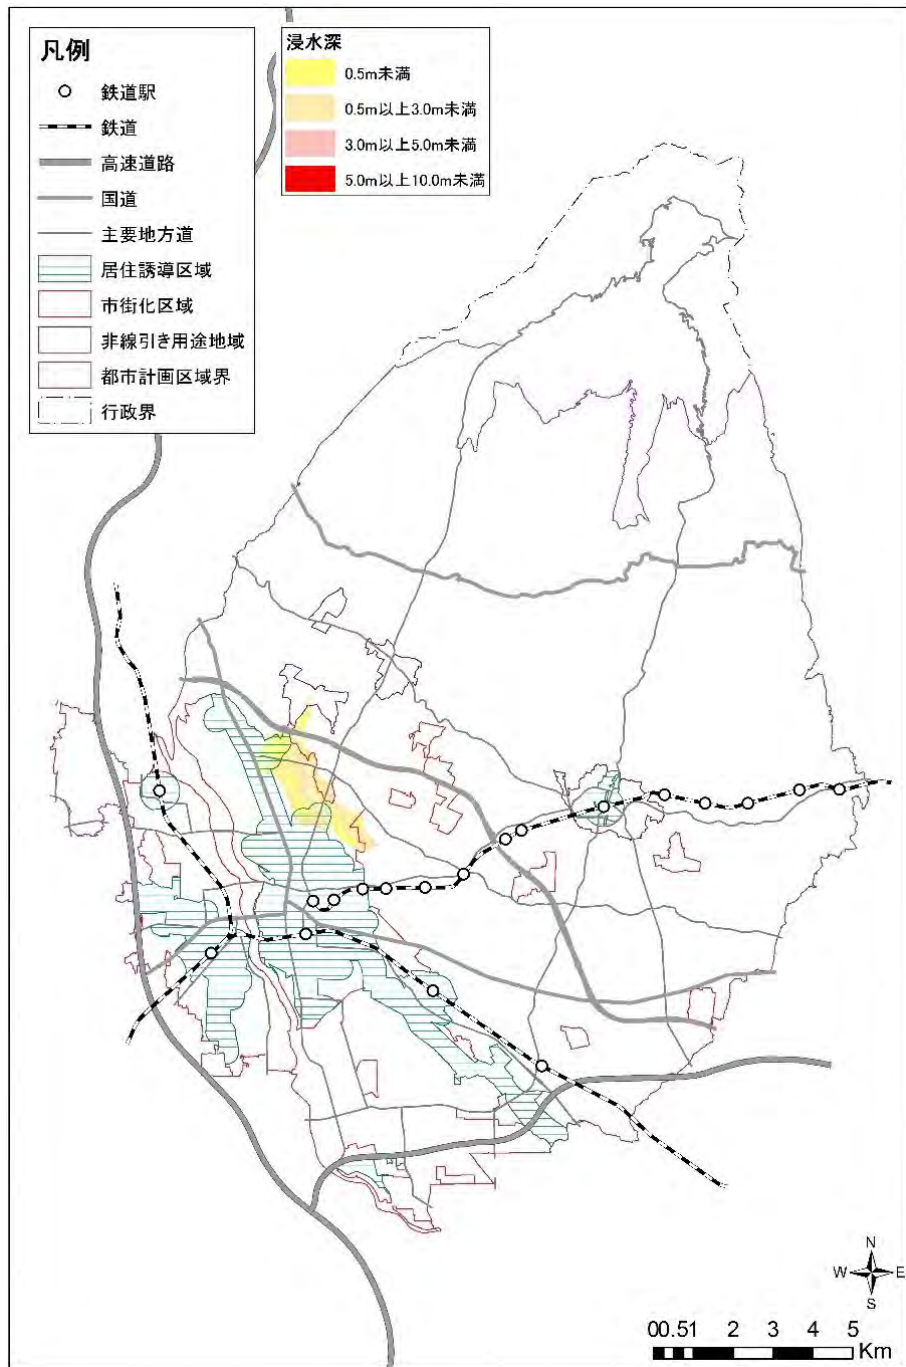 凡例
鉄道駅
鉄道
高速道路
国道
主要地方道
居住誘導区域
市街化区域
非線引き用途地域
都市計画区域界
行政界
浸水深
0.5m未満
0.5m以上3.0m未満
3.0m以上5.0m未満
5.0m以上10.0m未満
N
W E
S
00.51 2 3 4 5
Km